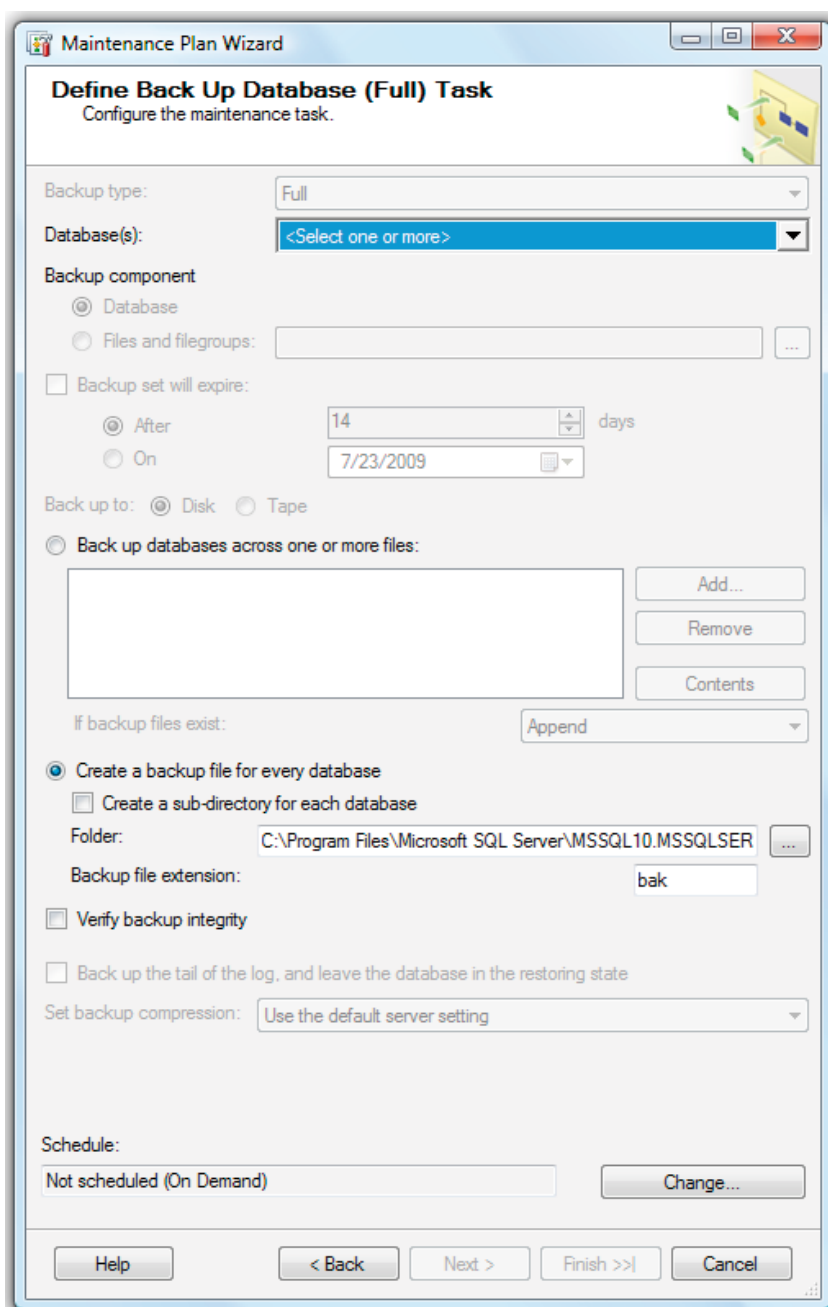 Maintenance Plan Wizard
Define Back Up Database (Full) Task
Configure the maintenance task.
Backup type: Full
Database(s): <Select one or more>
Backup component
Database
Files and filegroups: ...
Backup set will expire:
After 14 days
On 7/23/2009
Back up to: Disk Tape
Back up databases across one or more files:
Add...
Remove
Contents
If backup files exist: Append
Create a backup file for every database
Create a sub-directory for each database
Folder: C:\Program Files\Microsoft SQL Server\MSSQL10.MSSQLSER ...
Backup file extension: bak
Verify backup integrity
Back up the tail of the log, and leave the database in the restoring state
Set backup compression: Use the default server setting
Schedule:
Not scheduled (On Demand) Change...
Help < Back Next > Finish >>| Cancel